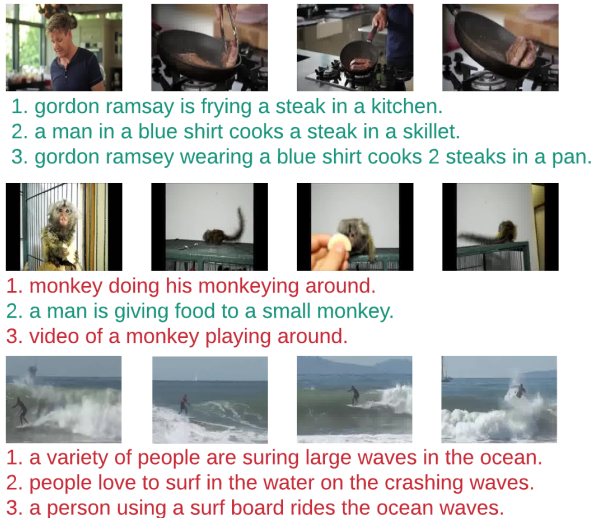 1. gordon ramsay is frying a steak in a kitchen.
2. a man in a blue shirt cooks a steak in a skillet.
3. gordon ramsey wearing a blue shirt cooks 2 steaks in a pan.
1. monkey doing his monkeying around.
2. a man is giving food to a small monkey.
3. video of a monkey playing around.
1. a variety of people are suring large waves in the ocean.
2. people love to surf in the water on the crashing waves.
3. a person using a surf board rides the ocean waves.